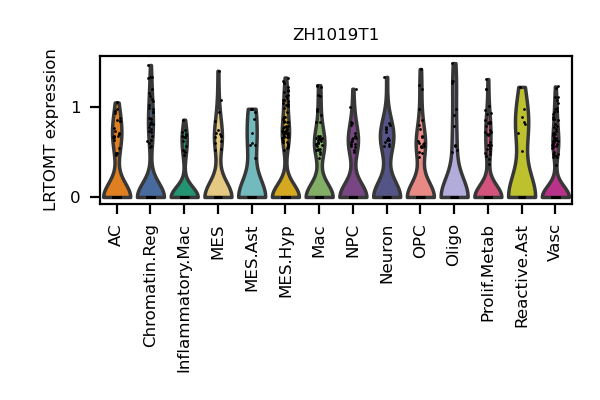 ZH1019T1
LRTOMT expression
1
0
AC
Chromatin.Reg
Inflammatory.Mac
MES
MES.Ast
MES.Hyp
Mac
NPC
Neuron
OPC
Oligo
Prolif.Metab
Reactive.Ast
Vasc